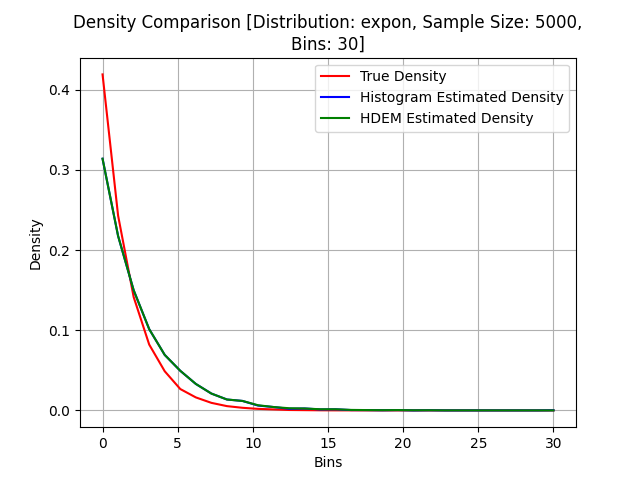 Density Comparison [Distribution: expon, Sample Size: 5000,
Bins: 30]
True Density
Histogram Estimated Density
HDEM Estimated Density
Density
0.4
0.3
0.2
0.1
0.0
0 5 10 15 20 25 30
Bins